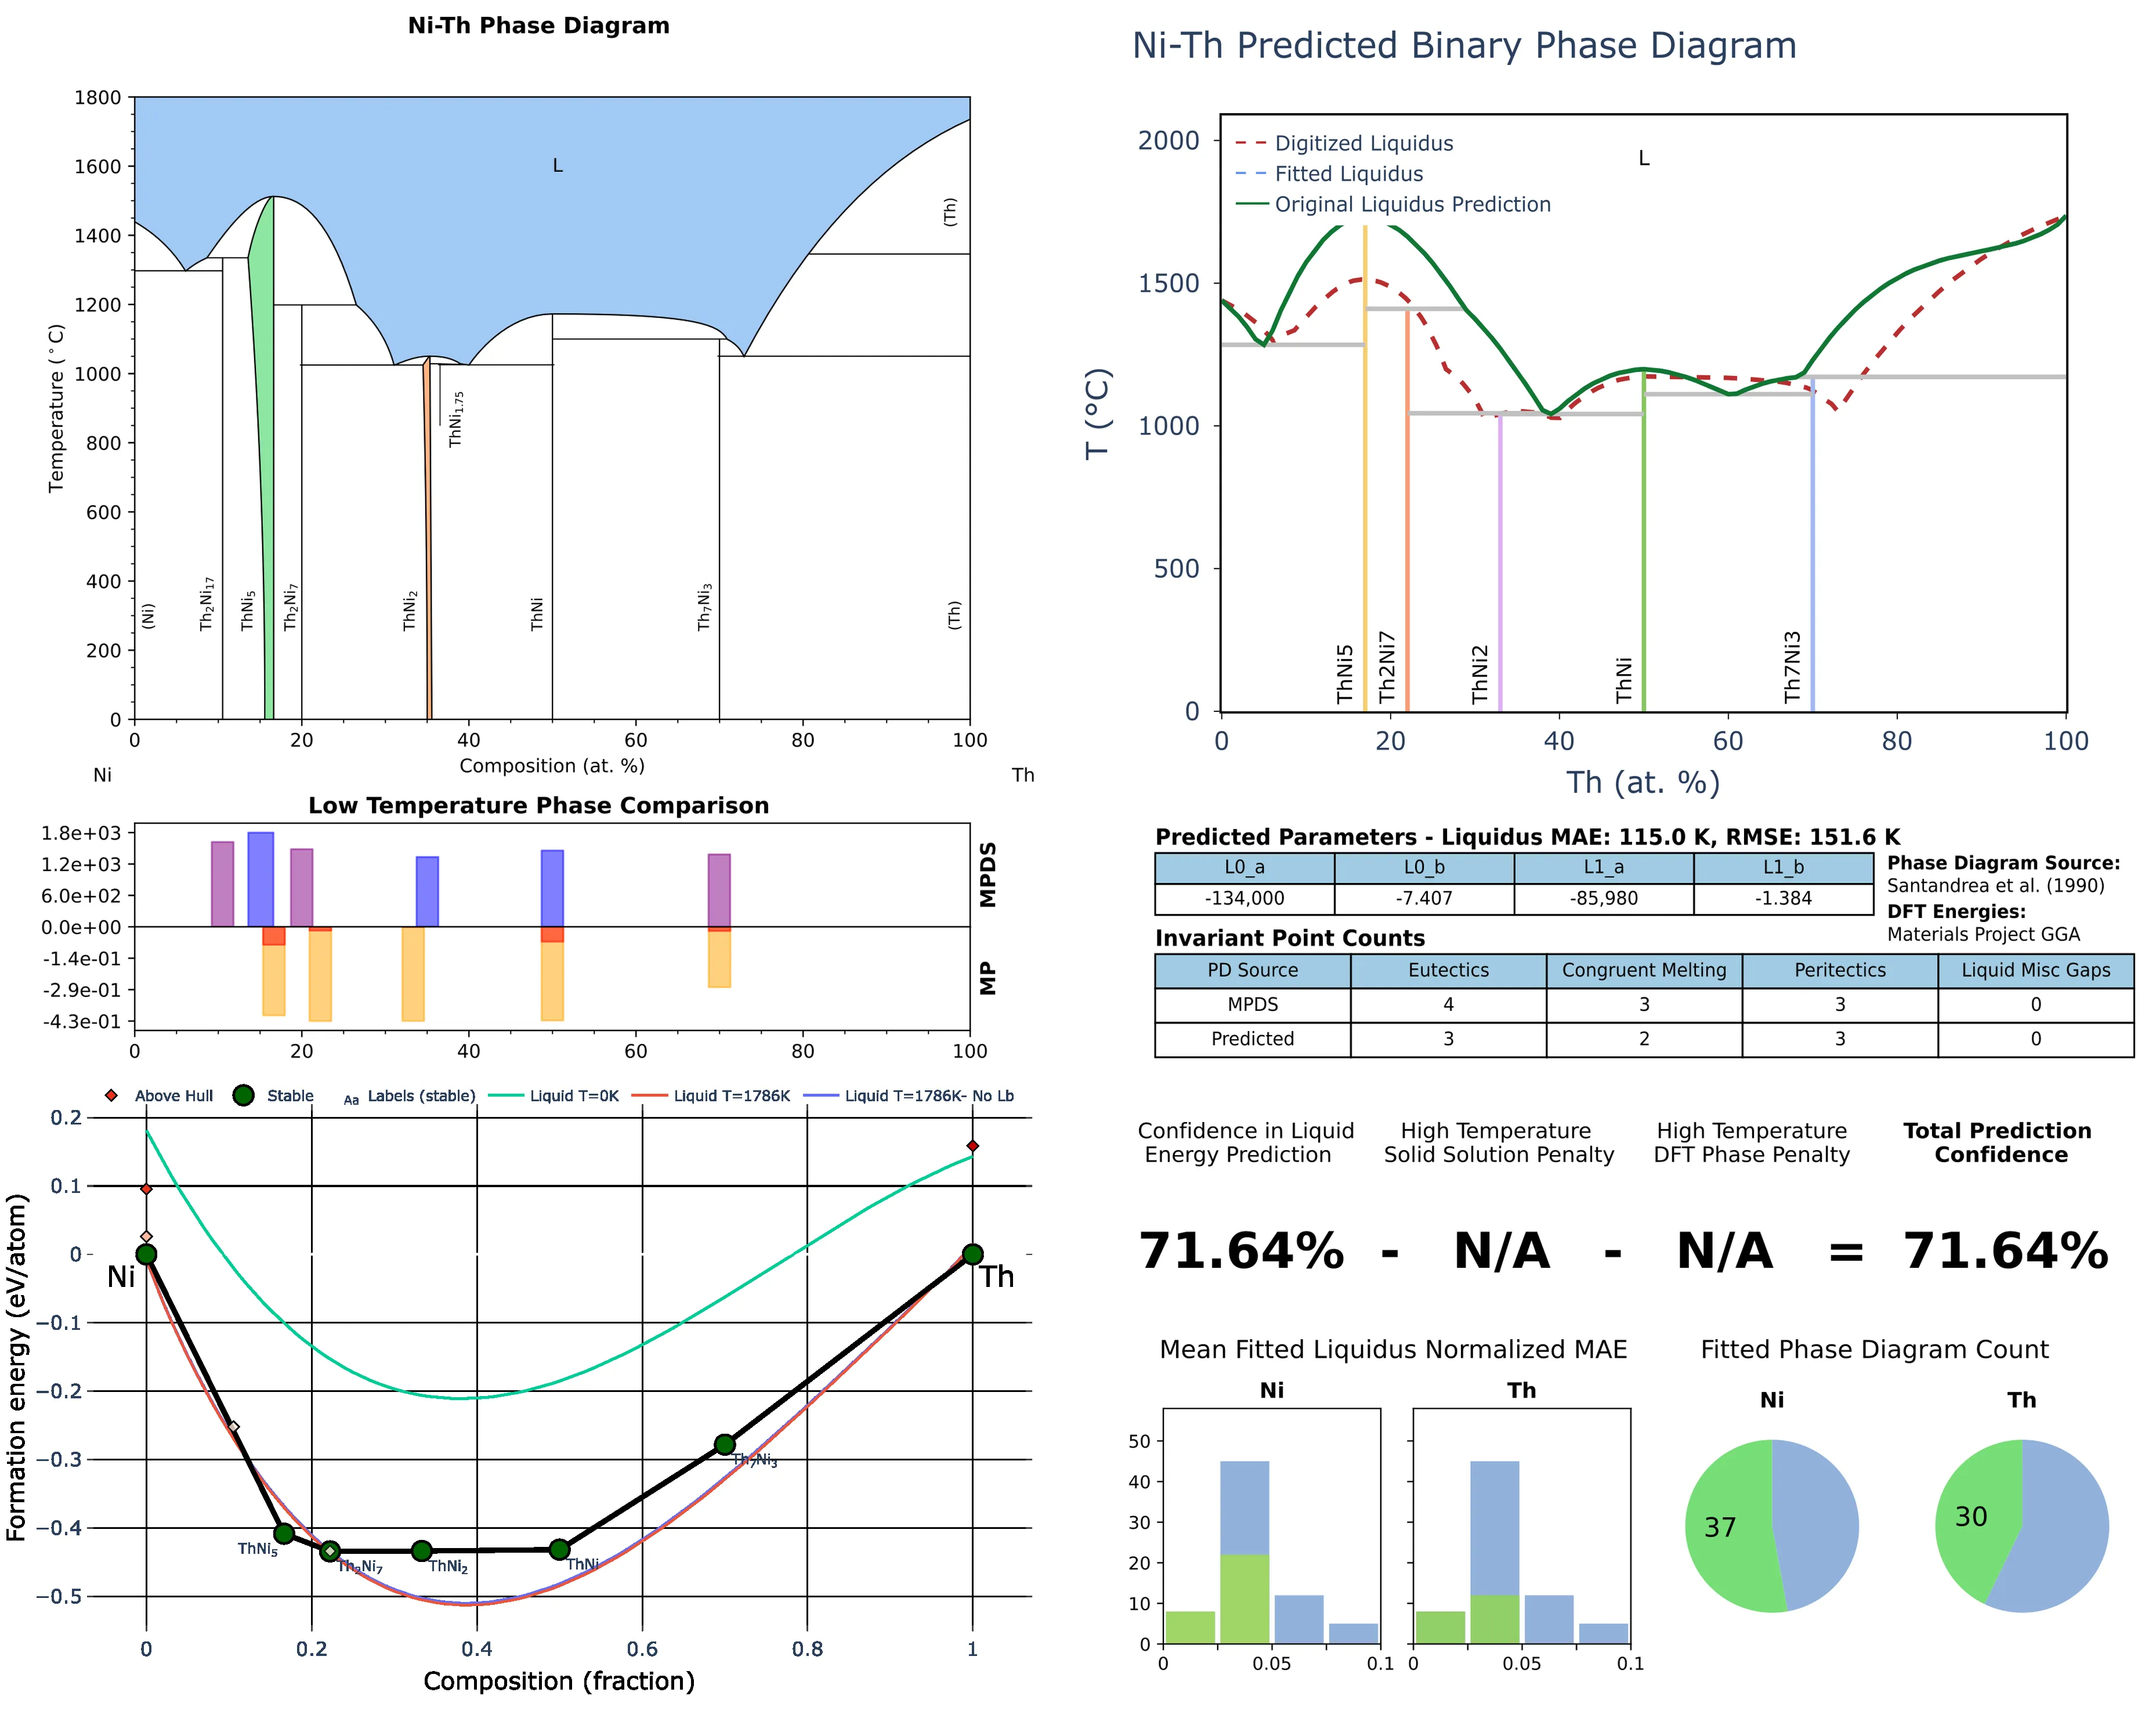 Ni-Th Phase Diagram
1800
1600
1400
1200
1000
800
600
400
200
0
Temperature (°C)
L
(Th)
(Ni)
Th2Ni17
ThNi5
Th2Ni7
ThNi2
ThNi1.75
ThNi
Th7Ni3
(Th)
0 20 40 60 80 100
Composition (at. %)
Ni Th
Low Temperature Phase Comparison
1.8e+03
1.2e+03
6.0e+02
0.0e+00
-1.4e-01
-2.9e-01
-4.3e-01
MPDS
MP
0 20 40 60 80 100
Above Hull Stable Aa Labels (stable) Liquid T=0K Liquid T=1786K Liquid T=1786K- No Lb
0.2
0.1
0
−0.1
−0.2
−0.3
−0.4
−0.5
Formation energy (eV/atom)
Ni
Th
ThNi5
Th2Ni7
ThNi2
ThNi
Th7Ni3
0 0.2 0.4 0.6 0.8 1
Composition (fraction)
Ni-Th Predicted Binary Phase Diagram
2000
1500
1000
500
0
T (°C)
Digitized Liquidus
Fitted Liquidus
Original Liquidus Prediction
L
ThNi5
Th2Ni7
ThNi2
ThNi
Th7Ni3
0 20 40 60 80 100
Th (at. %)
Predicted Parameters - Liquidus MAE: 115.0 K, RMSE: 151.6 K
L0_a L0_b L1_a L1_b
-134,000 -7.407 -85,980 -1.384
Phase Diagram Source:
Santandrea et al. (1990)
DFT Energies:
Materials Project GGA
Invariant Point Counts
PD Source Eutectics Congruent Melting Peritectics Liquid Misc Gaps
MPDS 4 3 3 0
Predicted 3 2 3 0
Confidence in Liquid
Energy Prediction
High Temperature
Solid Solution Penalty
High Temperature
DFT Phase Penalty
Total Prediction
Confidence
71.64% - N/A - N/A = 71.64%
Mean Fitted Liquidus Normalized MAE
Ni Th
50
40
30
20
10
0
0 0.05 0.1 0 0.05 0.1
Fitted Phase Diagram Count
Ni Th
37 30